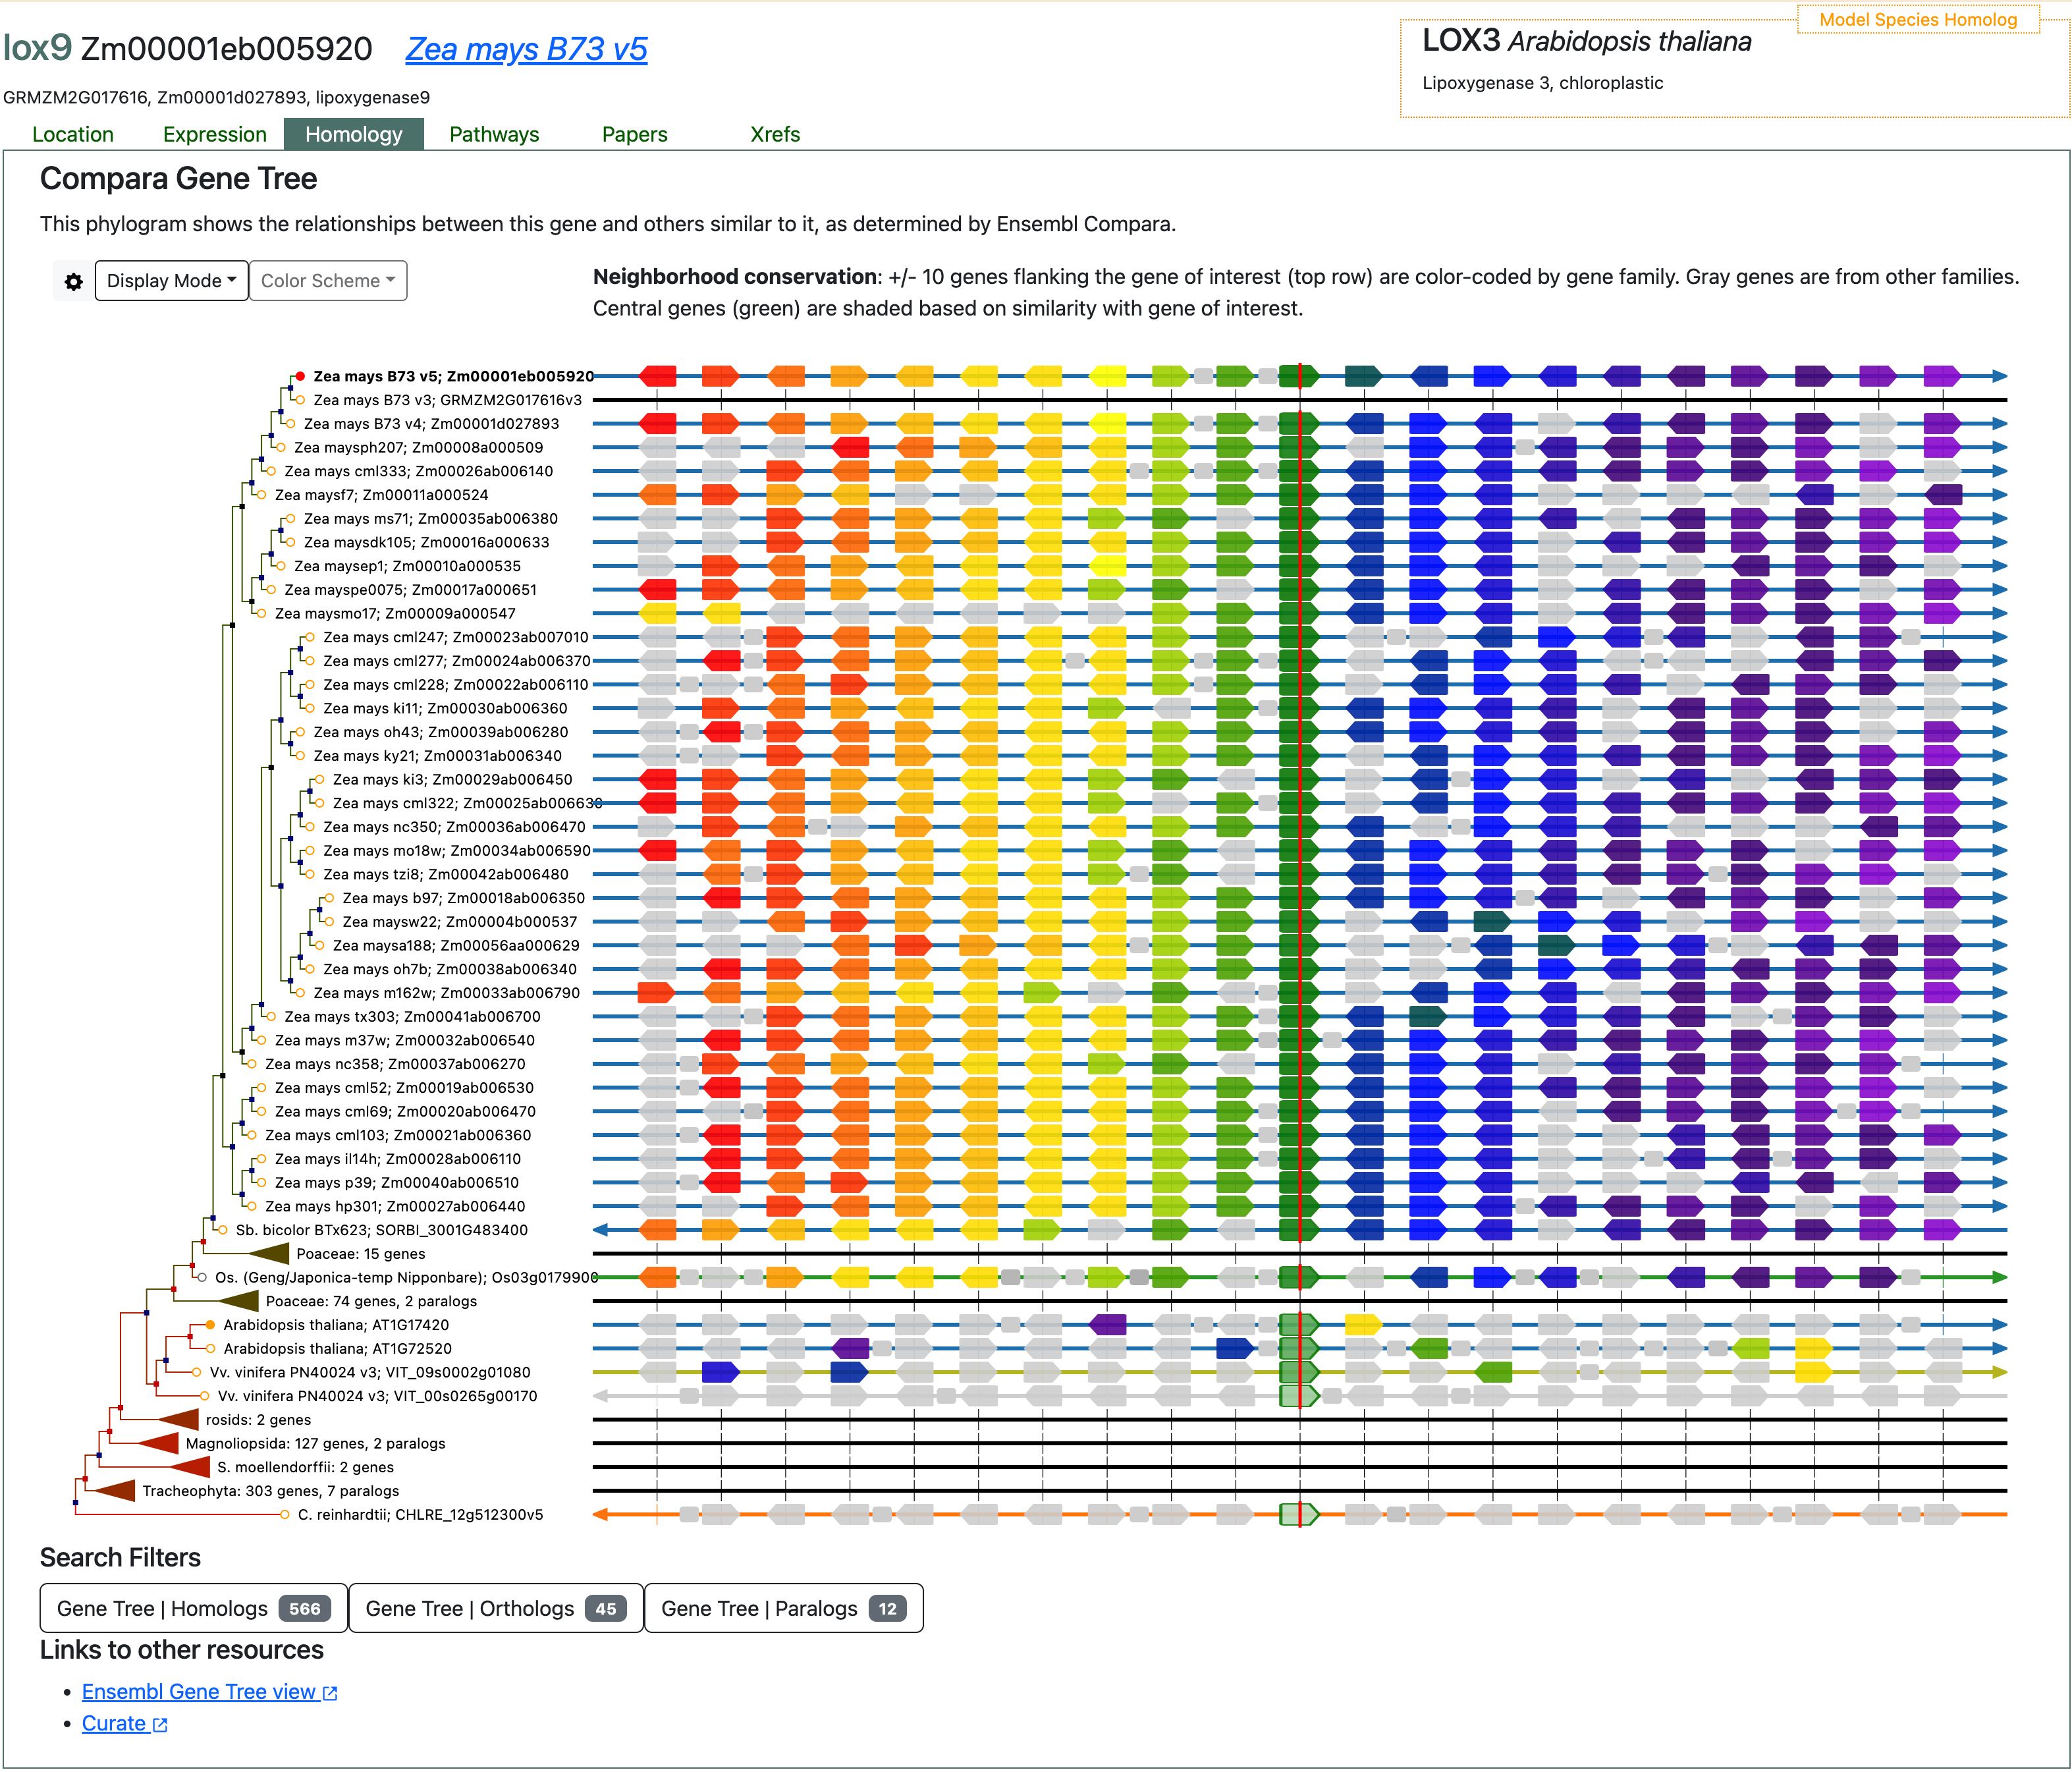 Model Species Homolog
lox9 Zm00001eb005920 Zea mays B73 v5
LOX3 Arabidopsis thaliana
Lipoxygenase 3, chloroplastic
GRMZM2G017616, Zm00001d027893, lipoxygenase9
Location Expression Homology Pathways Papers Xrefs
Compara Gene Tree
This phylogram shows the relationships between this gene and others similar to it, as determined by Ensembl Compara.
Display Mode Color Scheme
Neighborhood conservation: +/- 10 genes flanking the gene of interest (top row) are color-coded by gene family. Gray genes are from other families.
Central genes (green) are shaded based on similarity with gene of interest.
Zea mays B73 v5; Zm00001eb005920
Zea mays B73 v3; GRMZM2G017616v3
Zea mays B73 v4; Zm00001d027893
Zea maysph207; Zm00008a000509
Zea mays cml333; Zm00026ab006140
Zea maysf7; Zm00011a000524
Zea mays ms71; Zm00035ab006380
Zea maysdk105; Zm00016a000633
Zea maysep1; Zm00010a000535
Zea mayspe0075; Zm00017a000651
Zea maysmo17; Zm00009a000547
Zea mays cml247; Zm00023ab007010
Zea mays cml277; Zm00024ab006370
Zea mays cml228; Zm00022ab006110
Zea mays ki11; Zm00030ab006360
Zea mays oh43; Zm00039ab006280
Zea mays ky21; Zm00031ab006340
Zea mays ki3; Zm00029ab006450
Zea mays cml322; Zm00025ab006630
Zea mays nc350; Zm00036ab006470
Zea mays mo18w; Zm00034ab006590
Zea mays tzi8; Zm00042ab006480
Zea mays b97; Zm00018ab006350
Zea maysw22; Zm00004b000537
Zea maysa188; Zm00056aa000629
Zea mays oh7b; Zm00038ab006340
Zea mays m162w; Zm00033ab006790
Zea mays tx303; Zm00041ab006700
Zea mays m37w; Zm00032ab006540
Zea mays nc358; Zm00037ab006270
Zea mays cml52; Zm00019ab006530
Zea mays cml69; Zm00020ab006470
Zea mays cml103; Zm00021ab006360
Zea mays il14h; Zm00028ab006110
Zea mays p39; Zm00040ab006510
Zea mays hp301; Zm00027ab006440
Sb. bicolor BTx623; SORBI_3001G483400
Poaceae: 15 genes
Os. (Geng/Japonica-temp Nipponbare); Os03g0179900
Poaceae: 74 genes, 2 paralogs
Arabidopsis thaliana; AT1G17420
Arabidopsis thaliana; AT1G72520
Vv. vinifera PN40024 v3; VIT_09s0002g01080
Vv. vinifera PN40024 v3; VIT_00s0265g00170
rosids: 2 genes
Magnoliopsida: 127 genes, 2 paralogs
S. moellendorffii: 2 genes
Tracheophyta: 303 genes, 7 paralogs
C. reinhardtii; CHLRE_12g512300v5
Search Filters
Gene Tree | Homologs 566 Gene Tree | Orthologs 45 Gene Tree | Paralogs 12
Links to other resources
Ensembl Gene Tree view
Curate